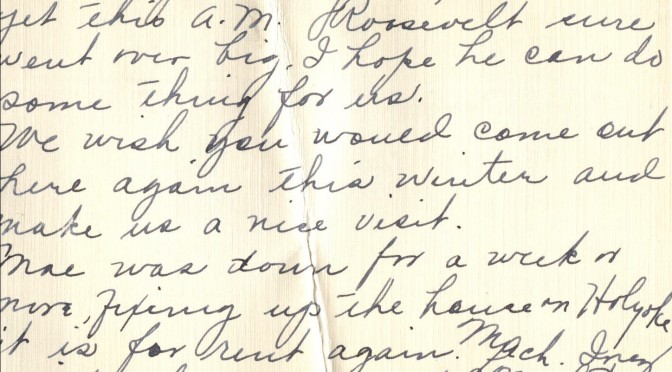 yet this A.M. Roosevelt sure
went over big. I hope he can do
some thing for us.
We wish you would come out
here again this winter and
make us a nice visit.
Mae was down for a week or
more, fixing up the house on Holyoke
it is for rent again. Mach. Inez